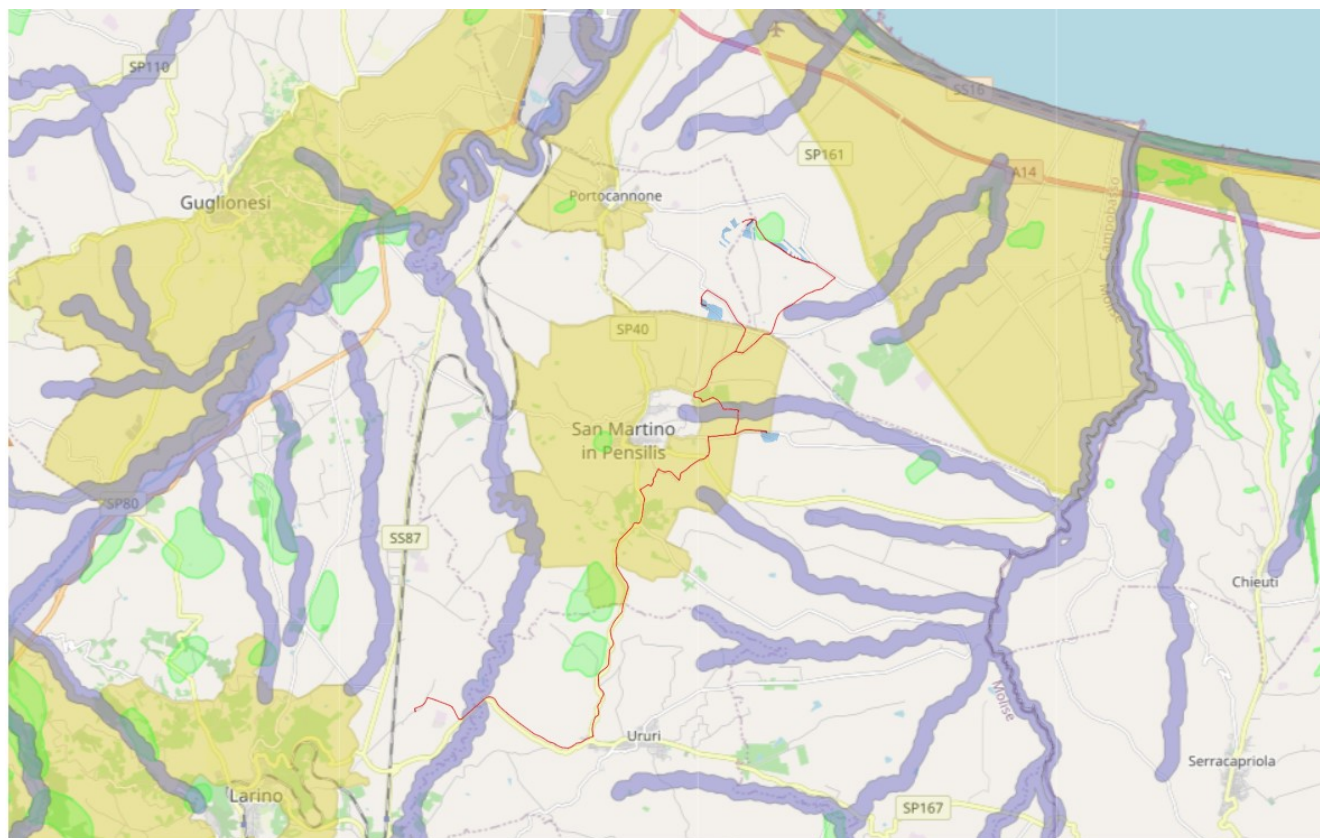 SP110
SS16
SP161
A14
Portocannone
Guglionesi
Campobasso
Molise
SP40
San Martino
in Pensilis
SP80
SS87
Chieuti
Molise
Ururi
Serracapriola
Larino
SP167